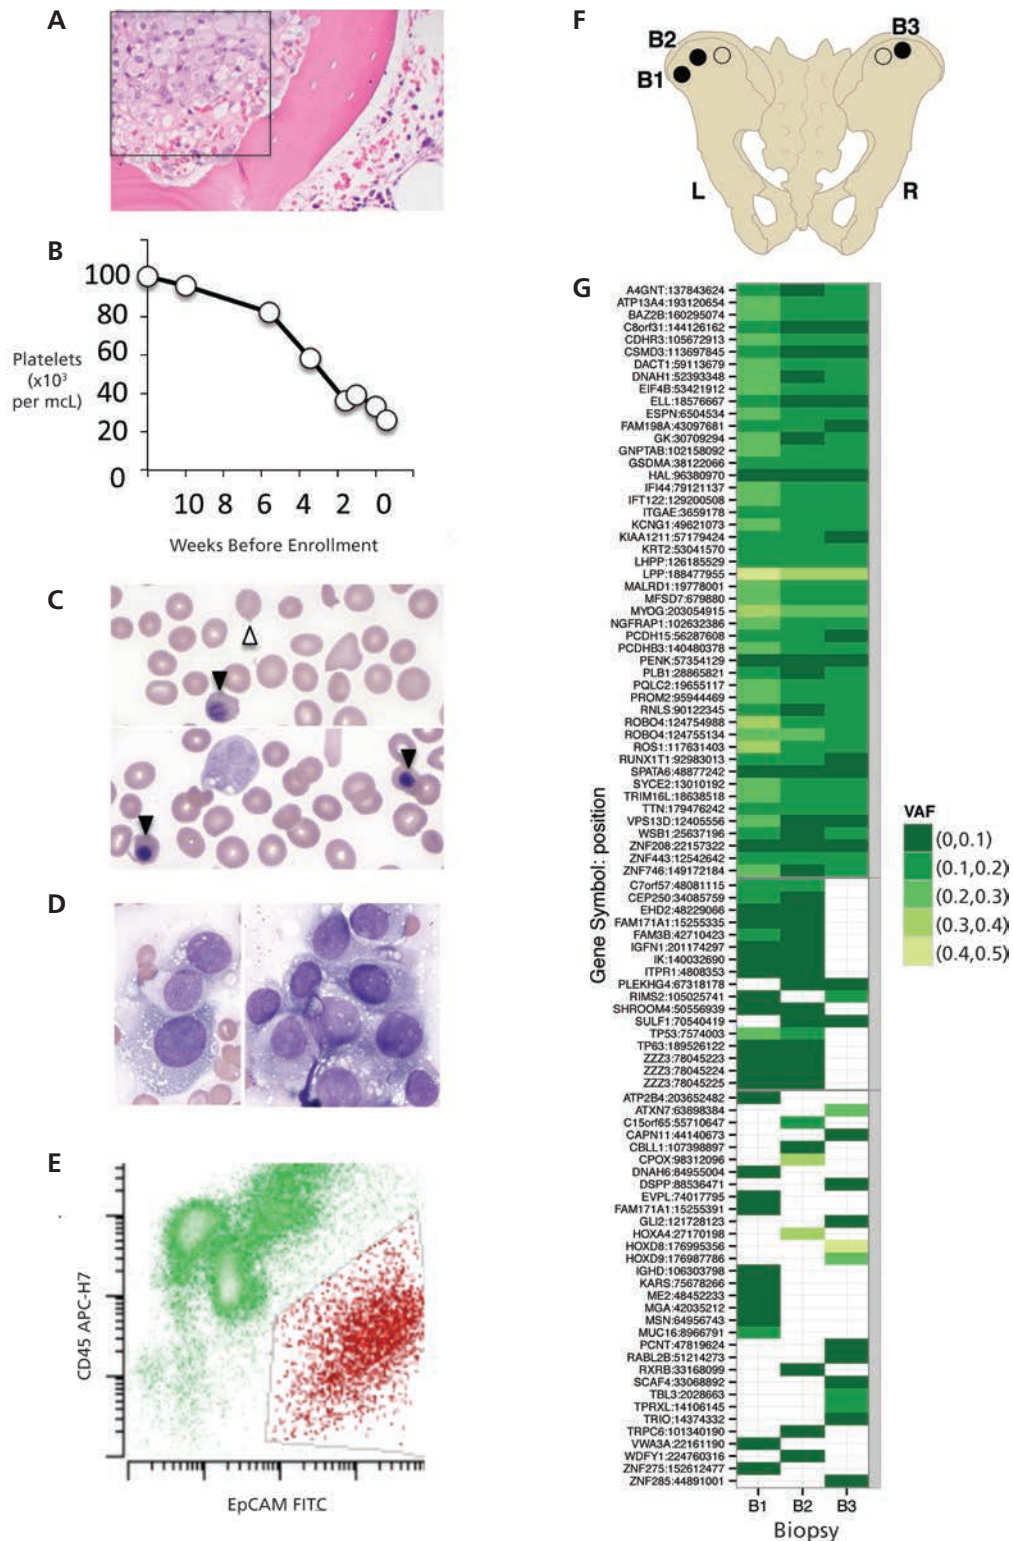 A
B
100
80
60
40
20
0
Platelets
(x10³
per mcL)
10 8 6 4 2 0
Weeks Before Enrollment
C
D
E
CD45 APC-H7
EpCAM FITC
F
B2
B1
B3
L
R
G
Gene Symbol: position
A4GNT:137843624
ATP13A4:193120654
BAZ2B:160295074
C8orf31:144126162
CDHR3:105672913
CSMD3:113697845
DACT1:59113679
DNAH1:52393348
EIF4B:53421912
ELL:18576667
ESPN:6504534
FAM198A:43097681
GK:30709294
GNPTAB:102158092
GSDMA:38122066
HAL:96380970
IFI44:79121137
IFT122:129200508
ITGAE:3659178
KCNG1:49621073
KIAA1211:57179424
KRT2:53041570
LHPP:126185529
LPP:188477955
MALRD1:19778001
MFSD7:679880
MYOG:203054915
NGFRAP1:102632386
PCDH15:56287608
PCDHB3:140480378
PENK:57354129
PLB1:28865821
PQLC2:19655117
PROM2:95944469
RNLS:90122345
ROBO4:124754988
ROBO4:124755134
ROS1:117631403
RUNX1T1:92983013
SPATA6:48877242
SYCE2:13010192
TRIM16L:18638518
TTN:179476242
VPS13D:12405556
WSB1:25637196
ZNF208:22157322
ZNF443:12542642
ZNF746:149172184
C7orf57:48081115
CEP250:34085759
EHD2:48229066
FAM171A1:15255335
FAM3B:42710423
IGFN1:201174297
IK:140032690
ITPR1:4808353
PLEKHG4:67318178
RIMS2:105025741
SHROOM4:50556939
SULF1:70540419
TP53:7574003
TP63:189526122
ZZZ3:78045223
ZZZ3:78045224
ZZZ3:78045225
ATP2B4:203652482
ATXN7:63898384
C15orf65:55710647
CAPN11:44140673
CBLL1:107398897
CPOX:98312096
DNAH6:84955004
DSPP:88536471
EVPL:74017795
FAM171A1:15255391
GLI2:121728123
HOXA4:27170198
HOXD8:176995356
HOXD9:176987786
IGHD:106303798
KARS:75678266
ME2:48452233
MGA:42035212
MSN:64956743
MUC16:8966791
PCNT:47819624
RABL2B:51214273
RXRB:33168099
SCAF4:33068892
TBL3:2028663
TPRXL:14106145
TRIO:14374332
TRPC6:101340190
VWA3A:22161190
WDFY1:224760316
ZNF275:152612477
ZNF285:44891001
B1 B2 B3
Biopsy
VAF
(0,0.1)
(0.1,0.2)
(0.2,0.3)
(0.3,0.4)
(0.4,0.5)